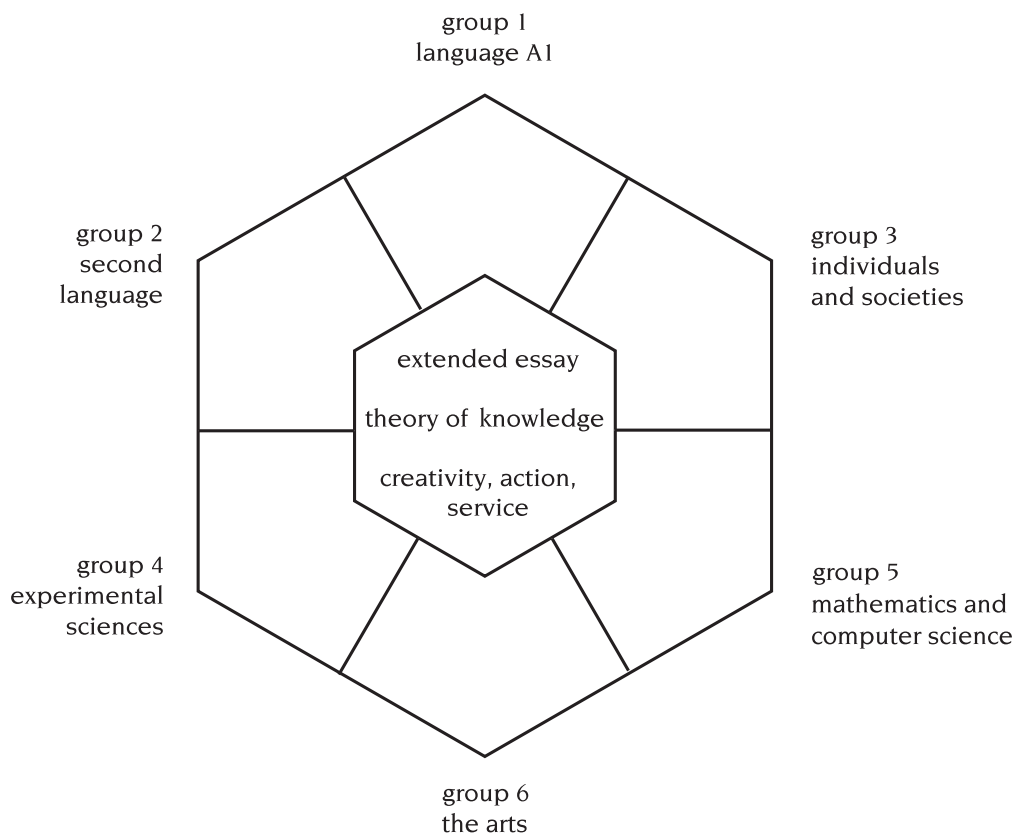 group 1
language A1
group 2
second
language
group 3
individuals
and societies
extended essay
theory of knowledge
creativity, action,
service
group 4
experimental
sciences
group 5
mathematics and
computer science
group 6
the arts